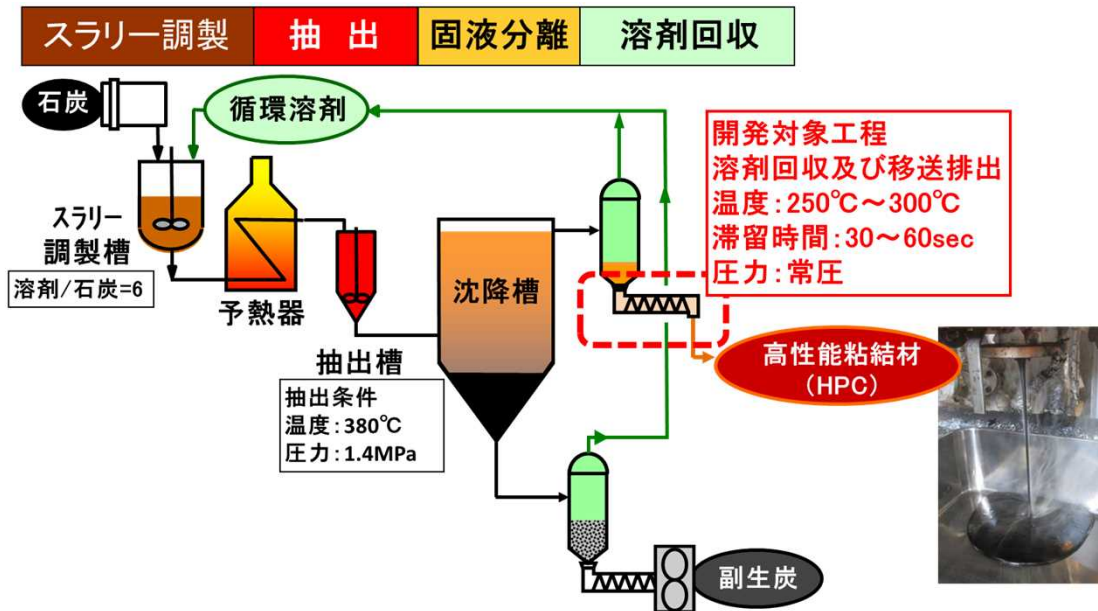 スラリー調製
抽 出
固液分離
溶剤回収
石炭
循環溶剤
スラリー
調製槽
溶剤/石炭=6
予熱器
抽出槽
抽出条件
温度:380℃
圧力:1.4MPa
沈降槽
開発対象工程
溶剤回収及び移送排出
温度:250℃～300℃
滞留時間:30～60sec
圧力:常圧
高性能粘結材
(HPC)
副生炭